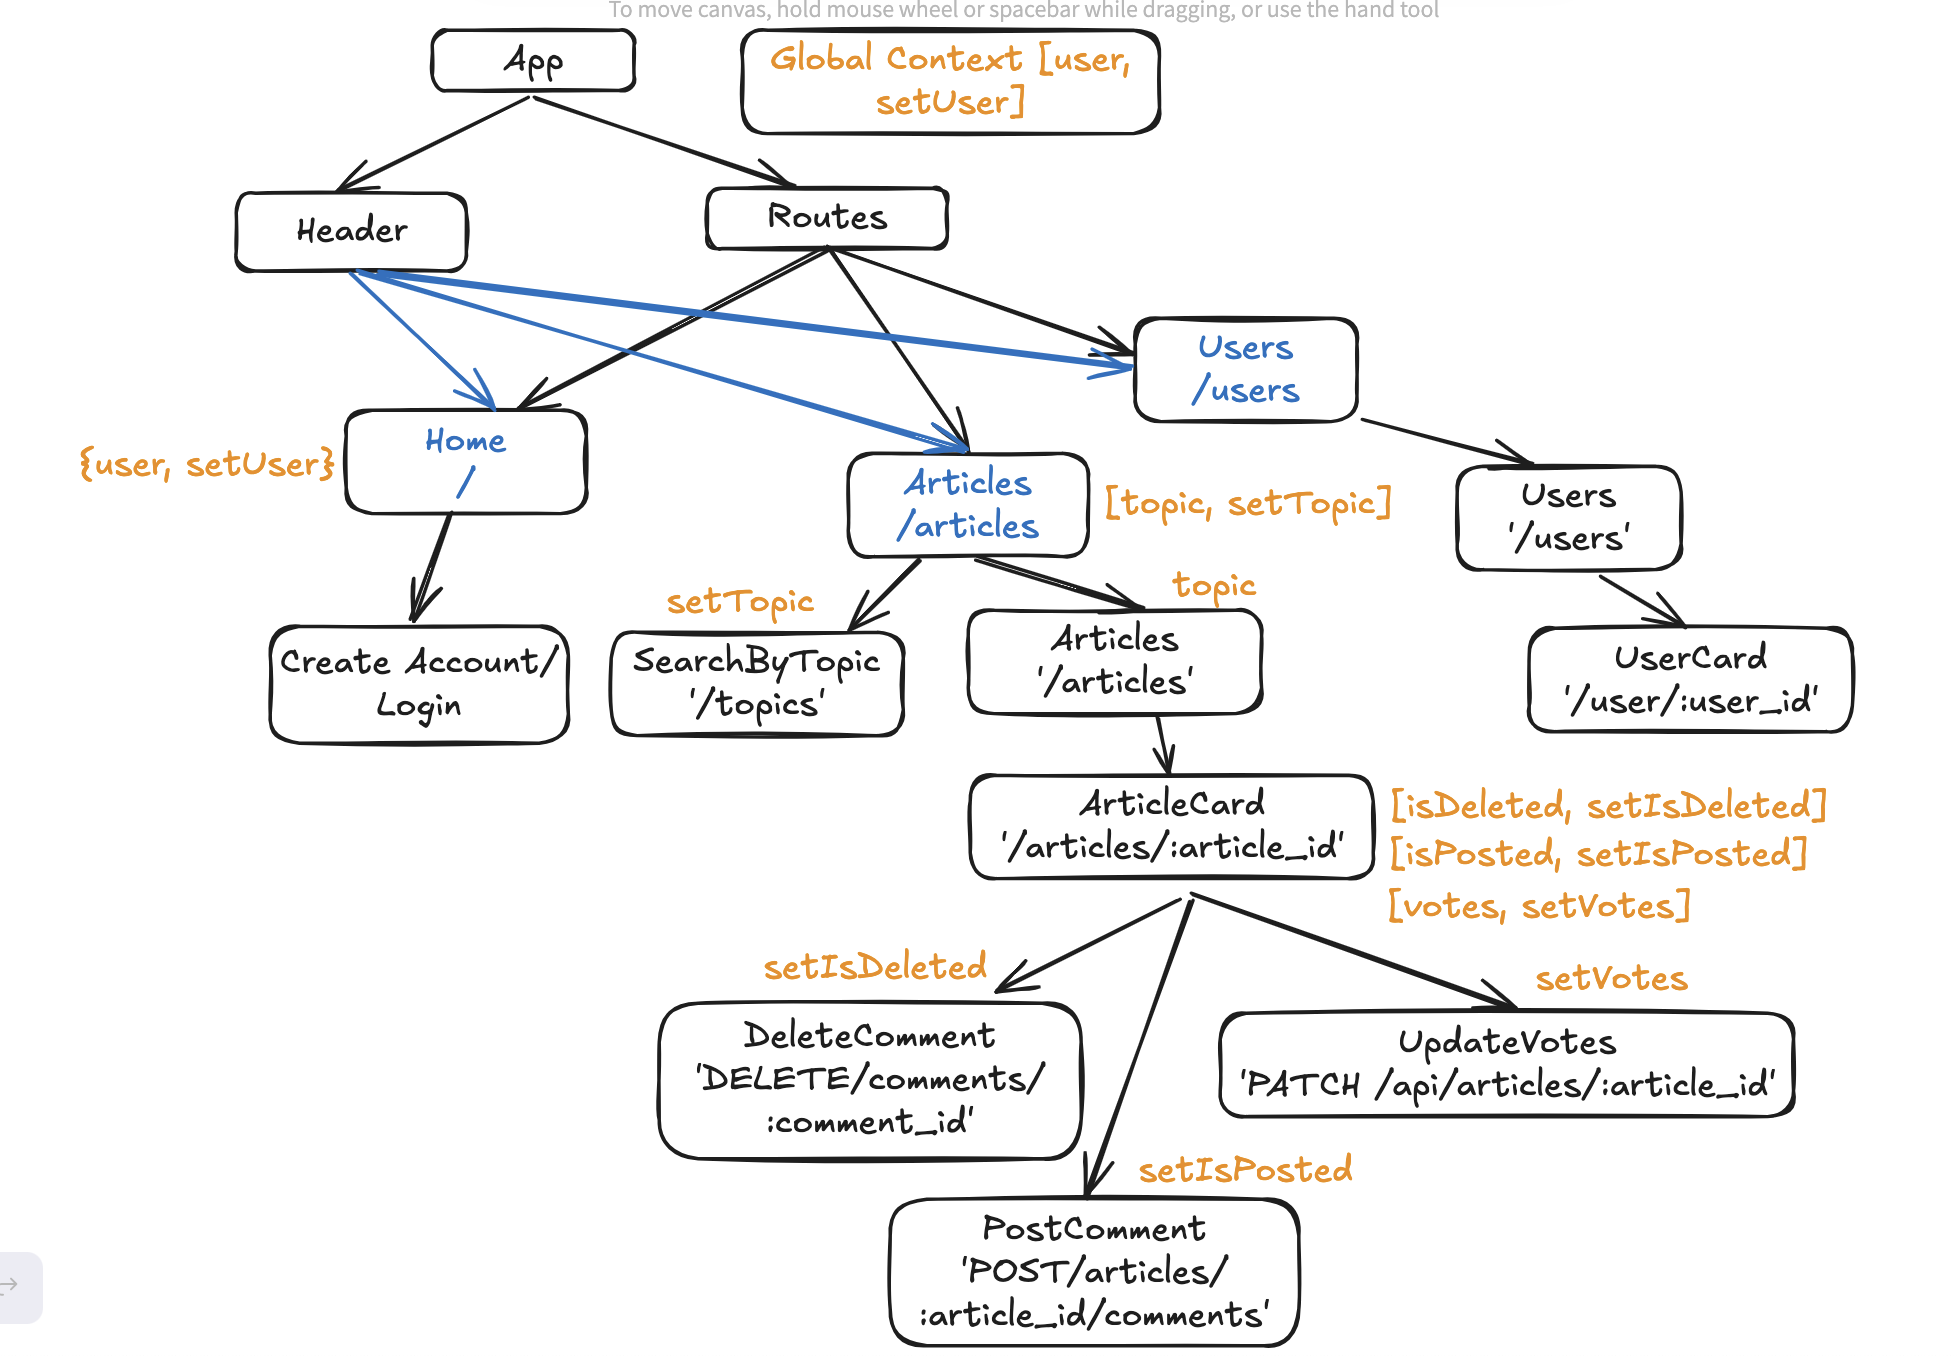 To move canvas, hold mouse wheel or spacebar while dragging, or use the hand tool
App
Global Context [user,
setUser]
Header
Routes
Users
/users
Home
/
{user, setUser}
Articles
/articles
[topic, setTopic]
Users
'/users'
setTopic
topic
Create Account/
Login
SearchByTopic
'/topics'
Articles
'/articles'
UserCard
'/user/:user_id'
ArticleCard
'/articles/:article_id'
[isDeleted, setIsDeleted]
[isPosted, setIsPosted]
[votes, setVotes]
setIsDeleted
setVotes
DeleteComment
'DELETE/comments/
:comment_id'
UpdateVotes
'PATCH /api/articles/:article_id'
setIsPosted
PostComment
'POST/articles/
:article_id/comments'